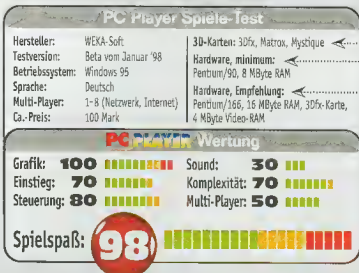 PC Player Spiele-Test
Hersteller: WEKA-Soft
Testversion: Beta vom Januar '98
Betriebssystem: Windows 95
Sprache: Deutsch
Multi-Player: 1-8 (Netzwerk, Internet)
Ca.-Preis: 100 Mark
3D-Karten: 3Dfx, Matrox, Mystique
Hardware, minimum:
Pentium/90, 8 MByte RAM
Hardware, Empfehlung:
Pentium/166, 16 MByte RAM, 3Dfx-Karte,
4 MByte Video-RAM
PC PLAYER Wertung
Grafik: 100
Einstieg: 70
Steuerung: 80
Sound: 30
Komplexität: 70
Multi-Player: 50
Spielspaß: 98